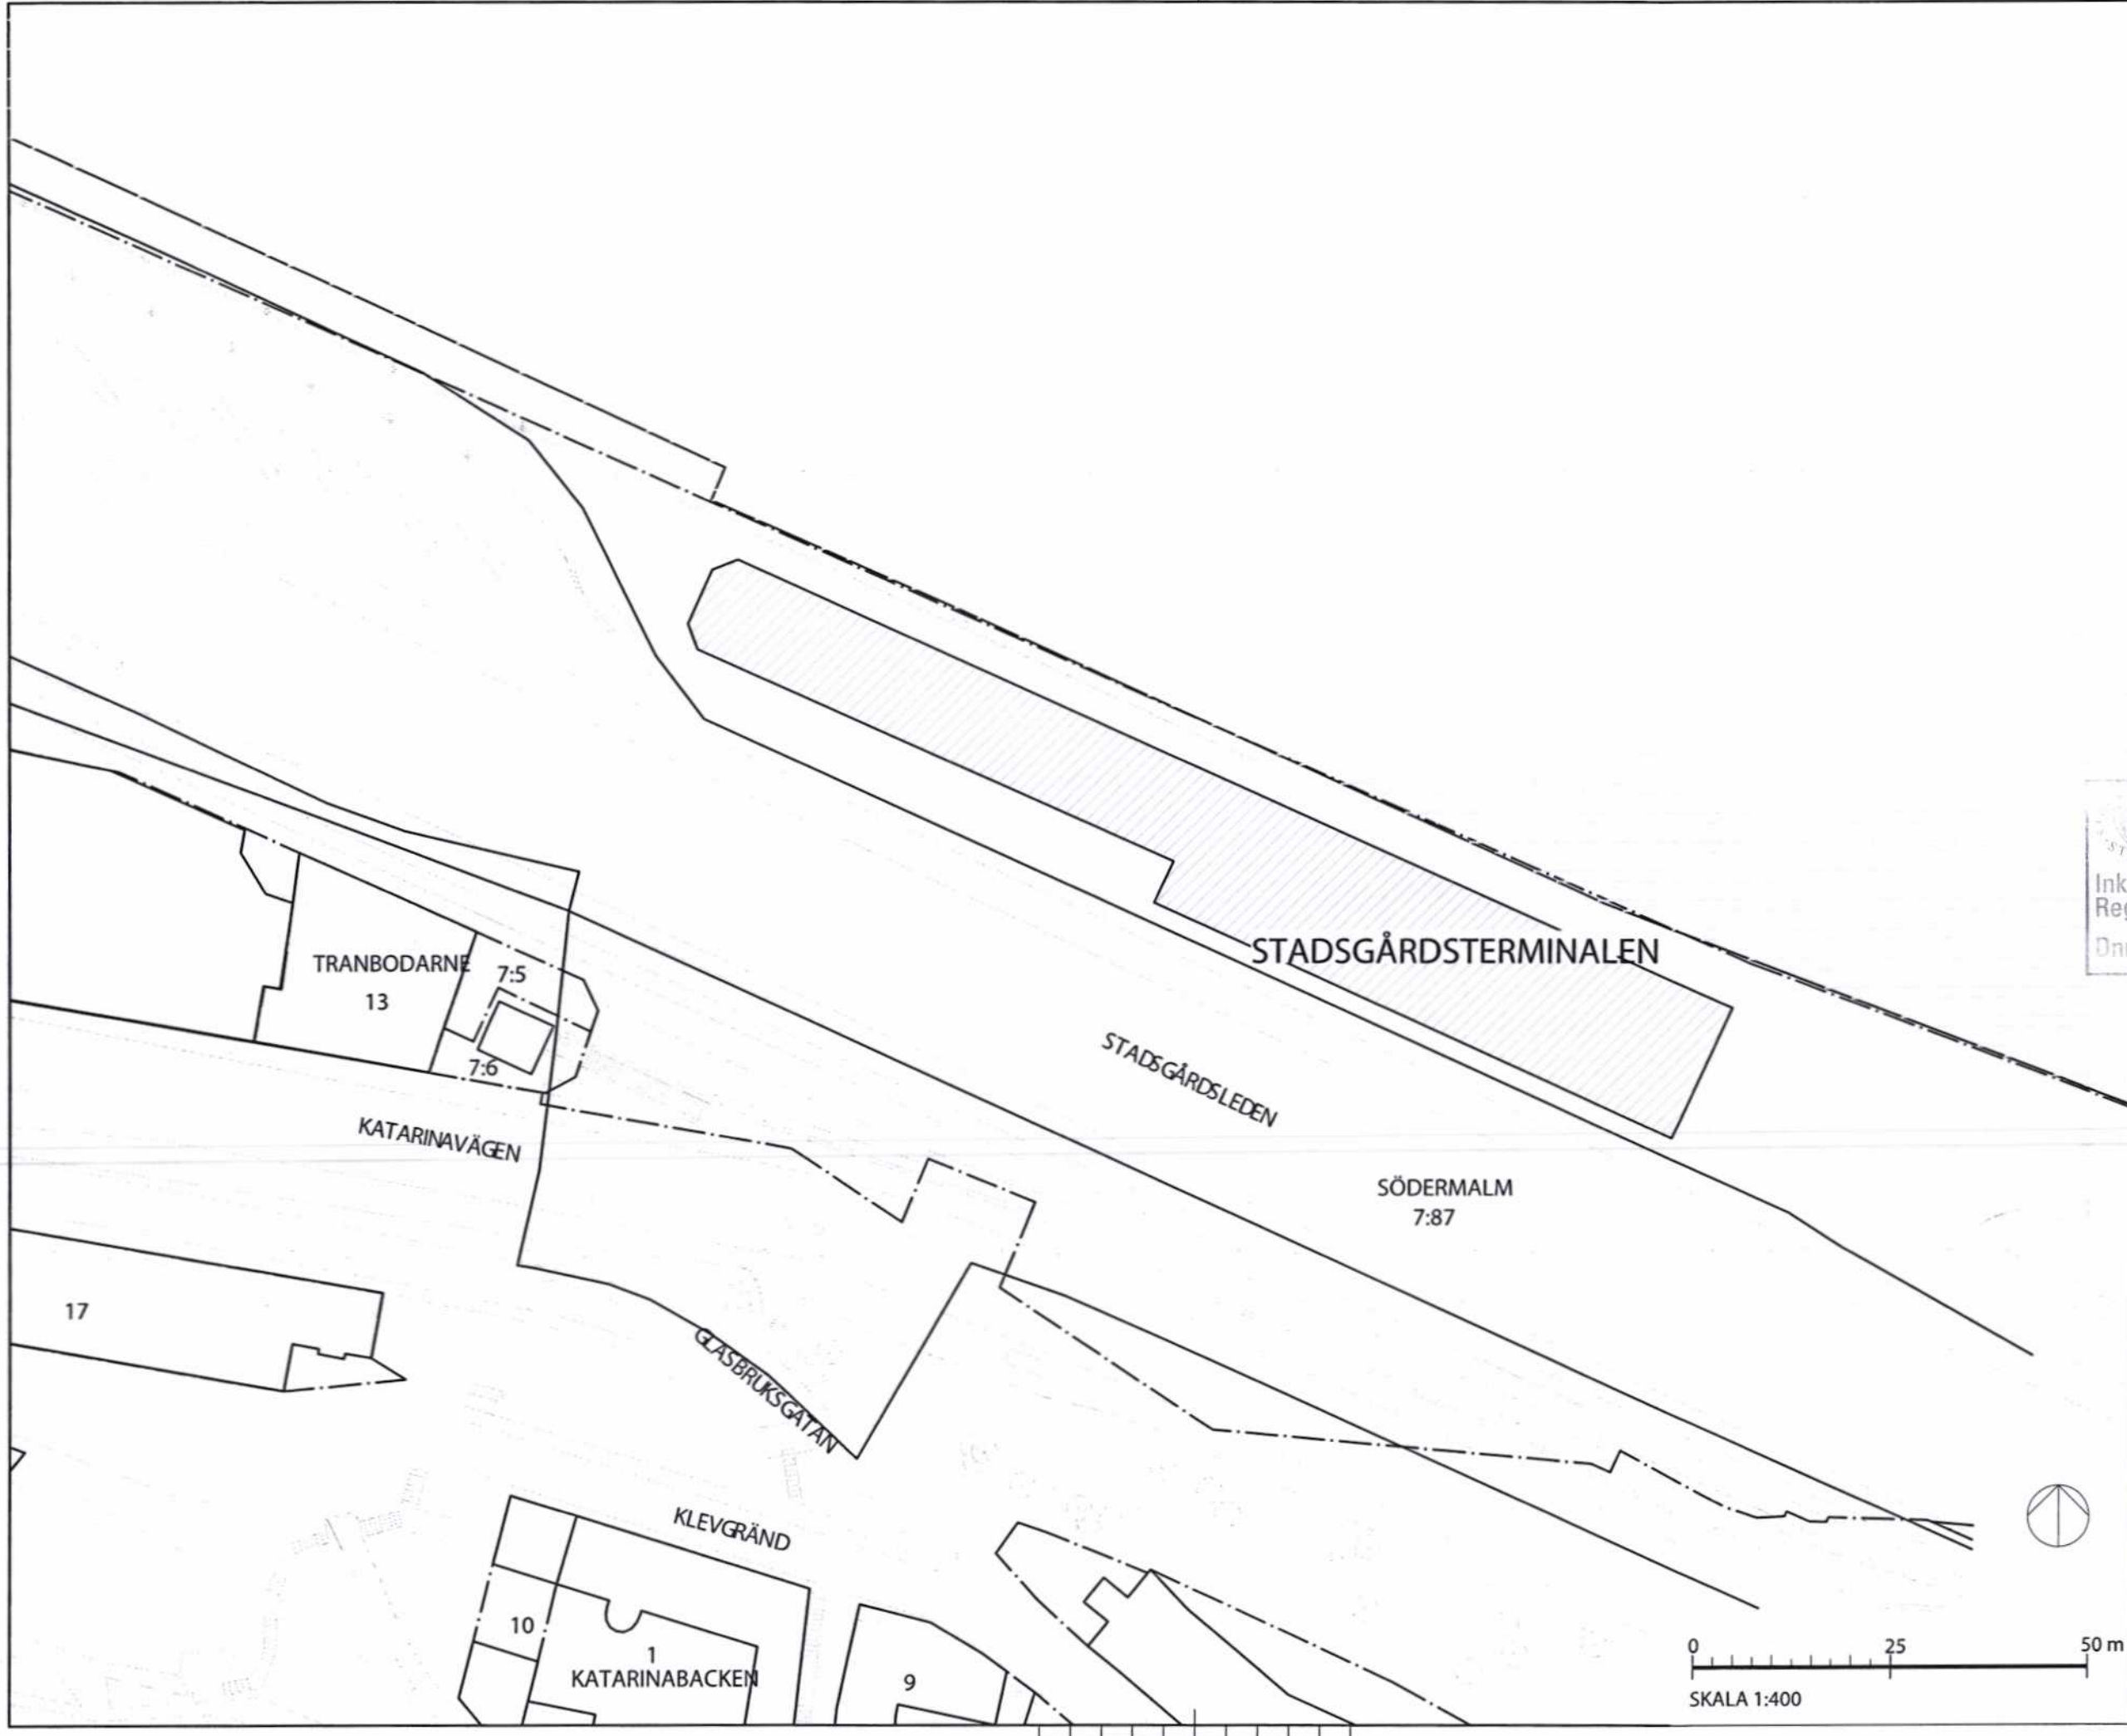 STADSGÅRDSTERMINALEN
TRANBODARNE
13
7:5
7:6
STADSGÅRDSLEDEN
KATARINAVÄGEN
SÖDERMALM
7:87
17
GLASBRUKSGATAN
KLEVGRÄND
10
1
KATARINABACKEN
9
0 25 50 m
SKALA 1:400